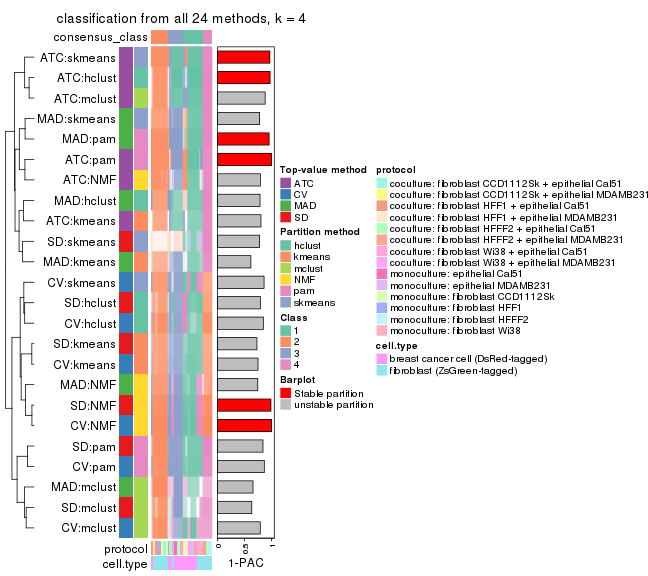 classification from all 24 methods, k = 4
consensus_class
ATC:skmeans
ATC:hclust
ATC:mclust
MAD:skmeans
MAD:pam
ATC:pam
ATC:NMF
MAD:hclust
ATC:kmeans
SD:skmeans
MAD:kmeans
CV:skmeans
SD:hclust
CV:hclust
SD:kmeans
CV:kmeans
MAD:NMF
SD:NMF
CV:NMF
SD:pam
CV:pam
MAD:mclust
SD:mclust
CV:mclust
protocol
cell.type
0
0.5
1
1-PAC
Top-value method
ATC
CV
MAD
SD
Partition method
hclust
kmeans
mclust
NMF
pam
skmeans
Class
1
2
3
4
Barplot
Stable partition
unstable partition
protocol
coculture: fibroblast CCD1112Sk + epithelial Cal51
coculture: fibroblast CCD1112Sk + epithelial MDAMB231
coculture: fibroblast HFF1 + epithelial Cal51
coculture: fibroblast HFF1 + epithelial MDAMB231
coculture: fibroblast HFFF2 + epithelial Cal51
coculture: fibroblast HFFF2 + epithelial MDAMB231
coculture: fibroblast Wi38 + epithelial Cal51
coculture: fibroblast Wi38 + epithelial MDAMB231
monoculture: epithelial Cal51
monoculture: epithelial MDAMB231
monoculture: fibroblast CCD1112Sk
monoculture: fibroblast HFF1
monoculture: fibroblast HFFF2
monoculture: fibroblast Wi38
cell.type
breast cancer cell (DsRed-tagged)
fibroblast (ZsGreen-tagged)